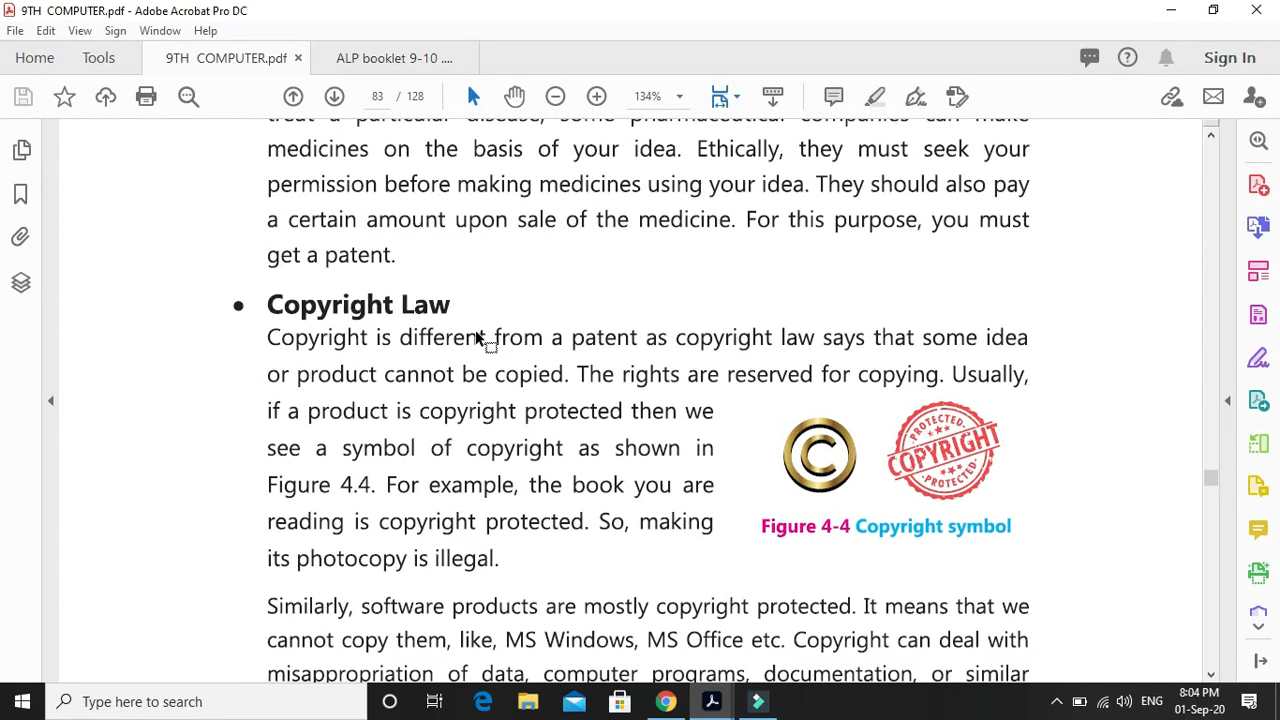 9TH COMPUTER.pdf - Adobe Acrobat Pro DC
File Edit View Sign Window Help
Home Tools 9TH COMPUTER.pdf × ALP booklet 9-10 .... Sign In
83 / 128 134%
treat a particular disease, some pharmaceutical companies can make
medicines on the basis of your idea. Ethically, they must seek your
permission before making medicines using your idea. They should also pay
a certain amount upon sale of the medicine. For this purpose, you must
get a patent.
• Copyright Law
Copyright is different from a patent as copyright law says that some idea
or product cannot be copied. The rights are reserved for copying. Usually,
if a product is copyright protected then we
see a symbol of copyright as shown in
Figure 4.4. For example, the book you are
reading is copyright protected. So, making
its photocopy is illegal.
©
PROTECTED
COPYRIGHT
PROTECTED
Figure 4-4 Copyright symbol
Similarly, software products are mostly copyright protected. It means that we
cannot copy them, like, MS Windows, MS Office etc. Copyright can deal with
misappropriation of data, computer programs, documentation, or similar
Type here to search
ENG
8:04 PM
01-Sep-20